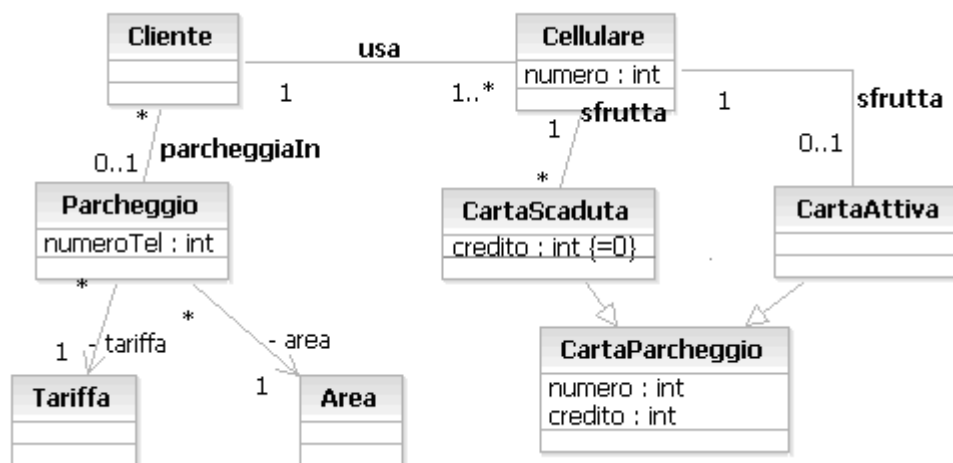 Cliente
usa
Cellulare
numero : int
1
1..*
1
sfrutta
*
parcheggiaIn
0..1
1
sfrutta
0..1
*
Parcheggio
numeroTel : int
CartaScaduta
credito : int {=0}
CartaAttiva
*
*
- tariffa
1
- area
1
CartaParcheggio
numero : int
credito : int
Tariffa
Area